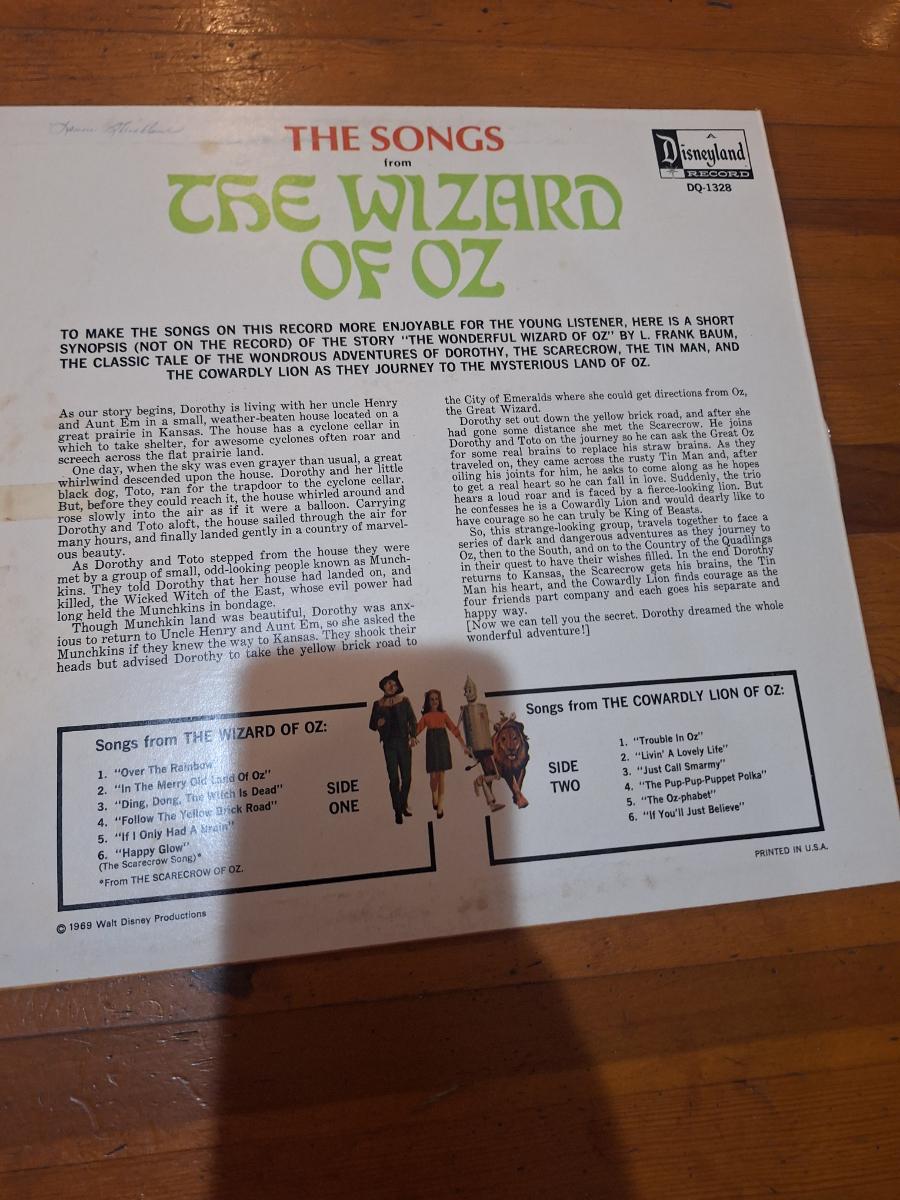 THE SONGS
from
THE WIZARD
OF OZ
Disneyland
RECORD
DQ-1328
TO MAKE THE SONGS ON THIS RECORD MORE ENJOYABLE FOR THE YOUNG LISTENER, HERE IS A SHORT
SYNOPSIS (NOT ON THE RECORD) OF THE STORY "THE WONDERFUL WIZARD OF OZ" BY L. FRANK BAUM,
THE CLASSIC TALE OF THE WONDROUS ADVENTURES OF DOROTHY, THE SCARECROW, THE TIN MAN, AND
THE COWARDLY LION AS THEY JOURNEY TO THE MYSTERIOUS LAND OF OZ.
As our story begins, Dorothy is living with her uncle Henry
and Aunt Em in a small, weather-beaten house located on a
great prairie in Kansas. The house has a cyclone cellar in
which to take shelter, for awesome cyclones often roar and
screech across the flat prairie land.
One day, when the sky was even grayer than usual, a great
whirlwind descended upon the house. Dorothy and her little
black dog, Toto, ran for the trapdoor to the cyclone cellar.
But, before they could reach it, the house whirled around and
rose slowly into the air as if it were a balloon. Carrying
Dorothy and Toto aloft, the house sailed through the air for
many hours, and finally landed gently in a country of marvel-
ous beauty.
As Dorothy and Toto stepped from the house they were
met by a group of small, odd-looking people known as Munch-
kins. They told Dorothy that her house had landed on, and
killed, the Wicked Witch of the East, whose evil power had
long held the Munchkins in bondage.
Though Munchkin land was beautiful, Dorothy was anx-
ious to return to Uncle Henry and Aunt Em, so she asked the
Munchkins if they knew the way to Kansas. They shook their
heads but advised Dorothy to take the yellow brick road to
the City of Emeralds where she could get directions from Oz,
the Great Wizard.
Dorothy set out down the yellow brick road, and after she
had gone some distance she met the Scarecrow. He joins
Dorothy and Toto on the journey so he can ask the Great Oz
for some real brains to replace his straw brains. As they
traveled on, they came across the rusty Tin Man and, after
oiling his joints for him, he asks to come along as he hopes
to get a real heart so he can fall in love. Suddenly, the trio
hears a loud roar and is faced by a fierce-looking lion. But
he confesses he is a Cowardly Lion and would dearly like to
have courage so he can truly be King of Beasts.
So, this strange-looking group, travels together to face a
series of dark and dangerous adventures as they journey to
Oz, then to the South, and on to the Country of the Quadlings
in their quest to have their wishes filled. In the end Dorothy
returns to Kansas, the Scarecrow gets his brains, the Tin
Man his heart, and the Cowardly Lion finds courage as the
four friends part company and each goes his separate and
happy way.
[Now we can tell you the secret. Dorothy dreamed the whole
wonderful adventure!]
Songs from THE WIZARD OF OZ:
1. "Over The Rainbow"
2. "In The Merry Old Land Of Oz"
3. "Ding, Dong, The Witch Is Dead"
4. "Follow The Yellow Brick Road"
5. "If I Only Had A Brain"
6. "Happy Glow"
(The Scarecrow Song)*
*From THE SCARECROW OF OZ.
SIDE
ONE
Songs from THE COWARDLY LION OF OZ:
SIDE
TWO
1. "Trouble In Oz"
2. "Livin' A Lovely Life"
3. "Just Call Smarmy"
4. "The Pup-Pup-Puppet Polka"
5. "The Oz-phabet"
6. "If You'll Just Believe"
© 1969 Walt Disney Productions
PRINTED IN U.S.A.